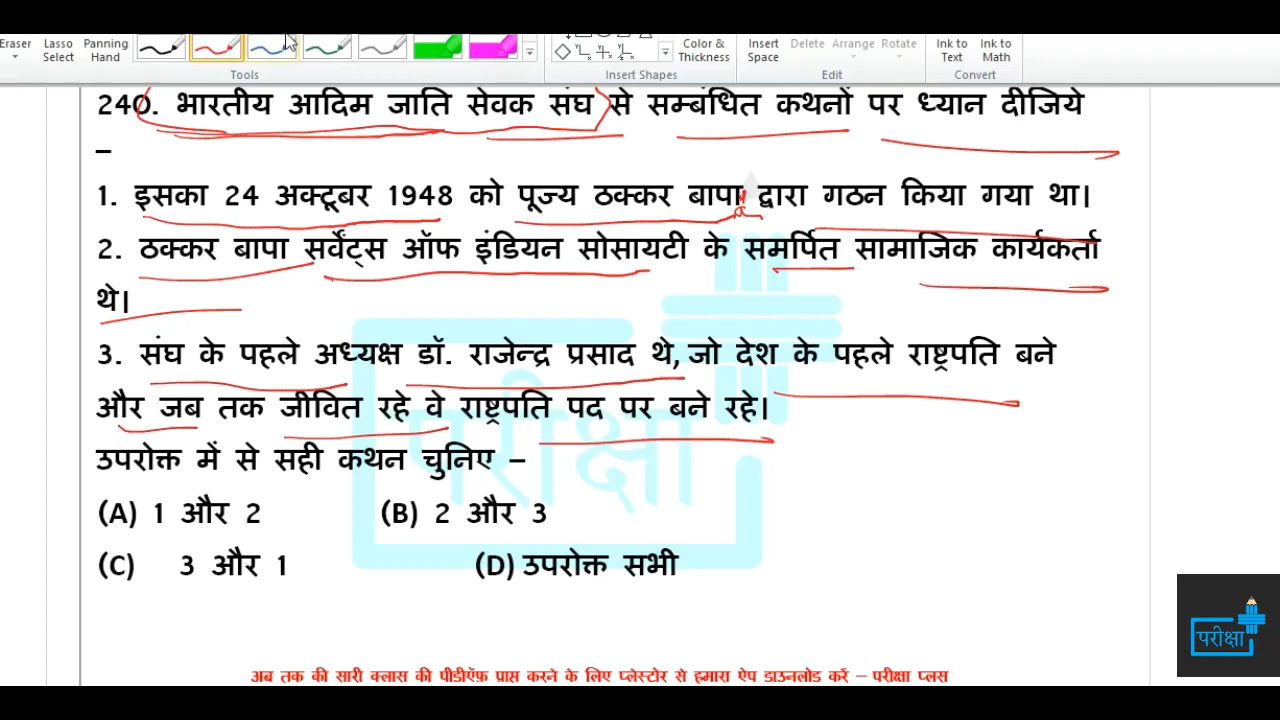 Eraser Lasso Select Panning Hand Color & Thickness Insert Space Delete Arrange Rotate Ink to Text Ink to Math
Tools Insert Shapes Edit Convert
240. भारतीय आदिम जाति सेवक संघ से सम्बंधित कथनों पर ध्यान दीजिये
–
1. इसका 24 अक्टूबर 1948 को पूज्य ठक्कर बापा द्वारा गठन किया गया था।
2. ठक्कर बापा सर्वेंट्स ऑफ इंडियन सोसायटी के समर्पित सामाजिक कार्यकर्ता
थे।
3. संघ के पहले अध्यक्ष डॉ. राजेन्द्र प्रसाद थे, जो देश के पहले राष्ट्रपति बने
और जब तक जीवित रहे वे राष्ट्रपति पद पर बने रहे।
उपरोक्त में से सही कथन चुनिए –
(A) 1 और 2 (B) 2 और 3
(C) 3 और 1 (D) उपरोक्त सभी
परीक्षा
परीक्षा
अब तक की सारी क्लास की पीडीऍफ़ प्राप्त करने के लिए प्लेस्टोर से हमारा ऐप डाउनलोड करें – परीक्षा प्लस